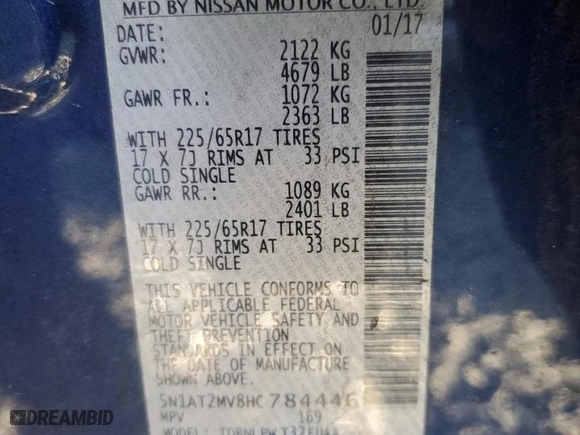 MFD BY NISSAN MOTOR CO., LTD.
DATE: 01/17
GVWR: 2122 KG
4679 LB
GAWR FR.: 1072 KG
2363 LB
WITH 225/65R17 TIRES
17 X 7J RIMS AT 33 PSI
COLD SINGLE
GAWR RR.: 1089 KG
2401 LB
WITH 225/65R17 TIRES
17 X 7J RIMS AT 33 PSI
COLD SINGLE
THIS VEHICLE CONFORMS TO
ALL APPLICABLE FEDERAL
MOTOR VEHICLE SAFETY AND
THEFT PREVENTION
STANDARDS IN EFFECT ON
THE DATE OF MANUFACTURE
SHOWN ABOVE.
5N1AT2MV8HC784446
MPV 169
MODEL:
DREAMBID